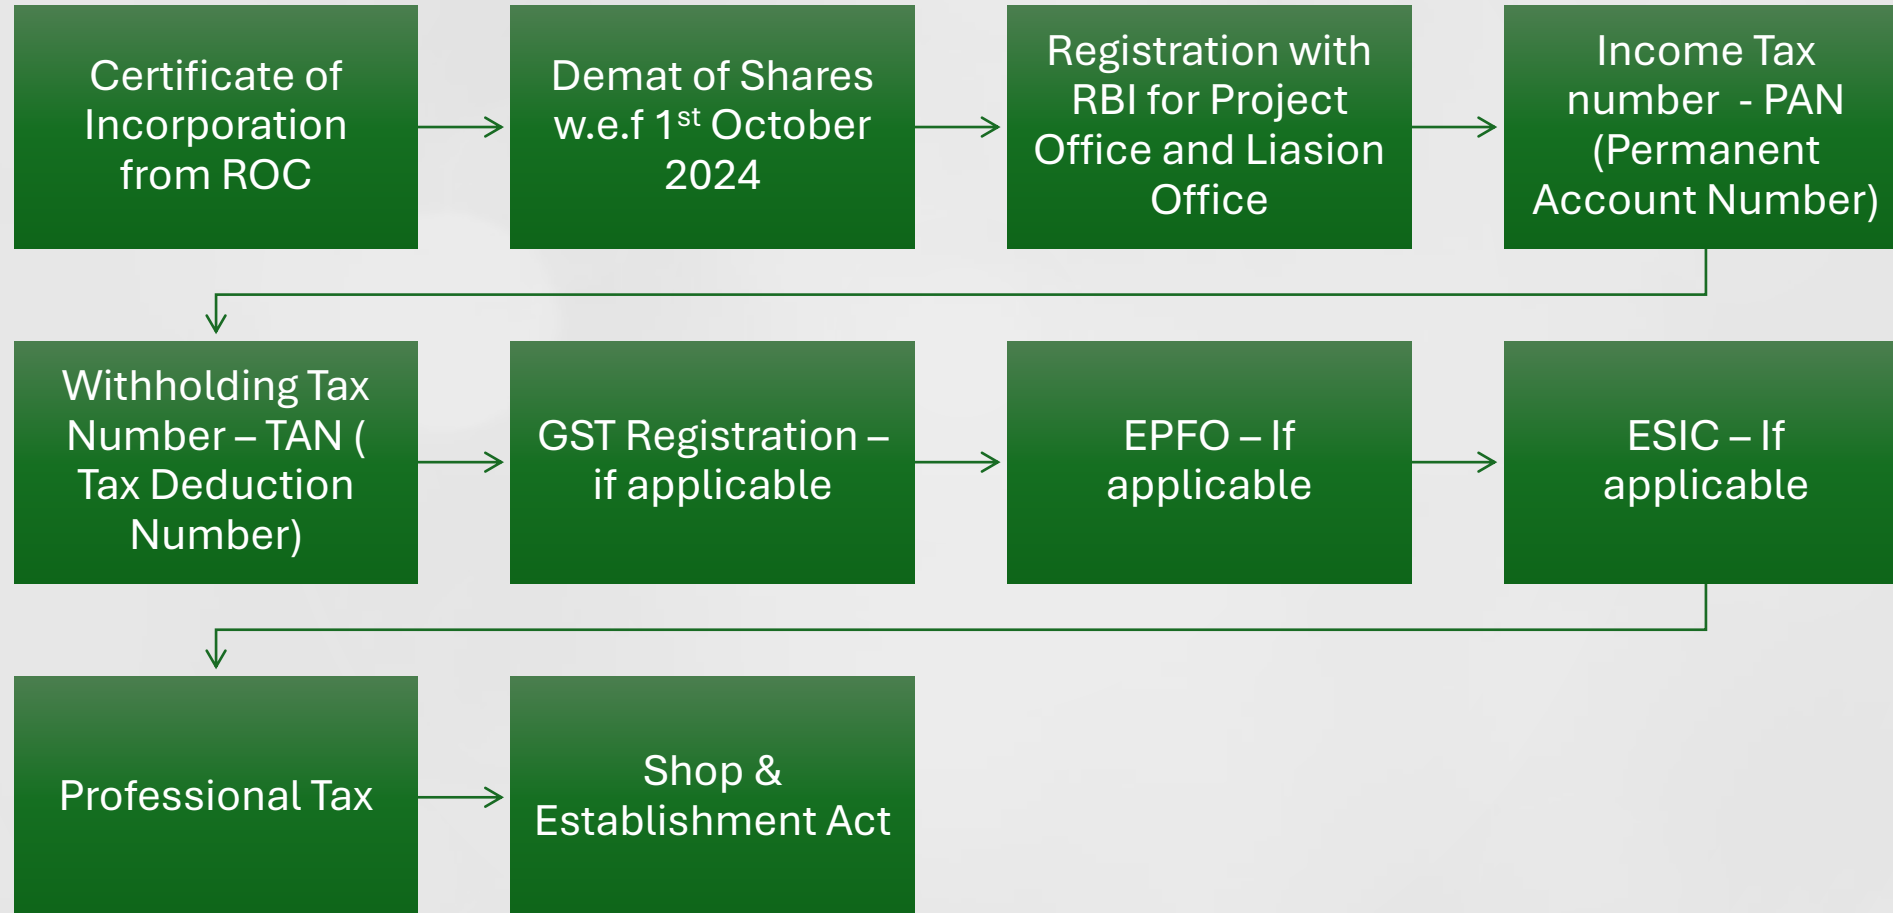 Certificate of
Incorporation
from ROC
Demat of Shares
w.e.f 1st October
2024
Registration with
RBI for Project
Office and Liasion
Office
Income Tax
number - PAN
(Permanent
Account Number)
Withholding Tax
Number – TAN (
Tax Deduction
Number)
GST Registration –
if applicable
EPFO – If
applicable
ESIC – If
applicable
Professional Tax
Shop &
Establishment Act